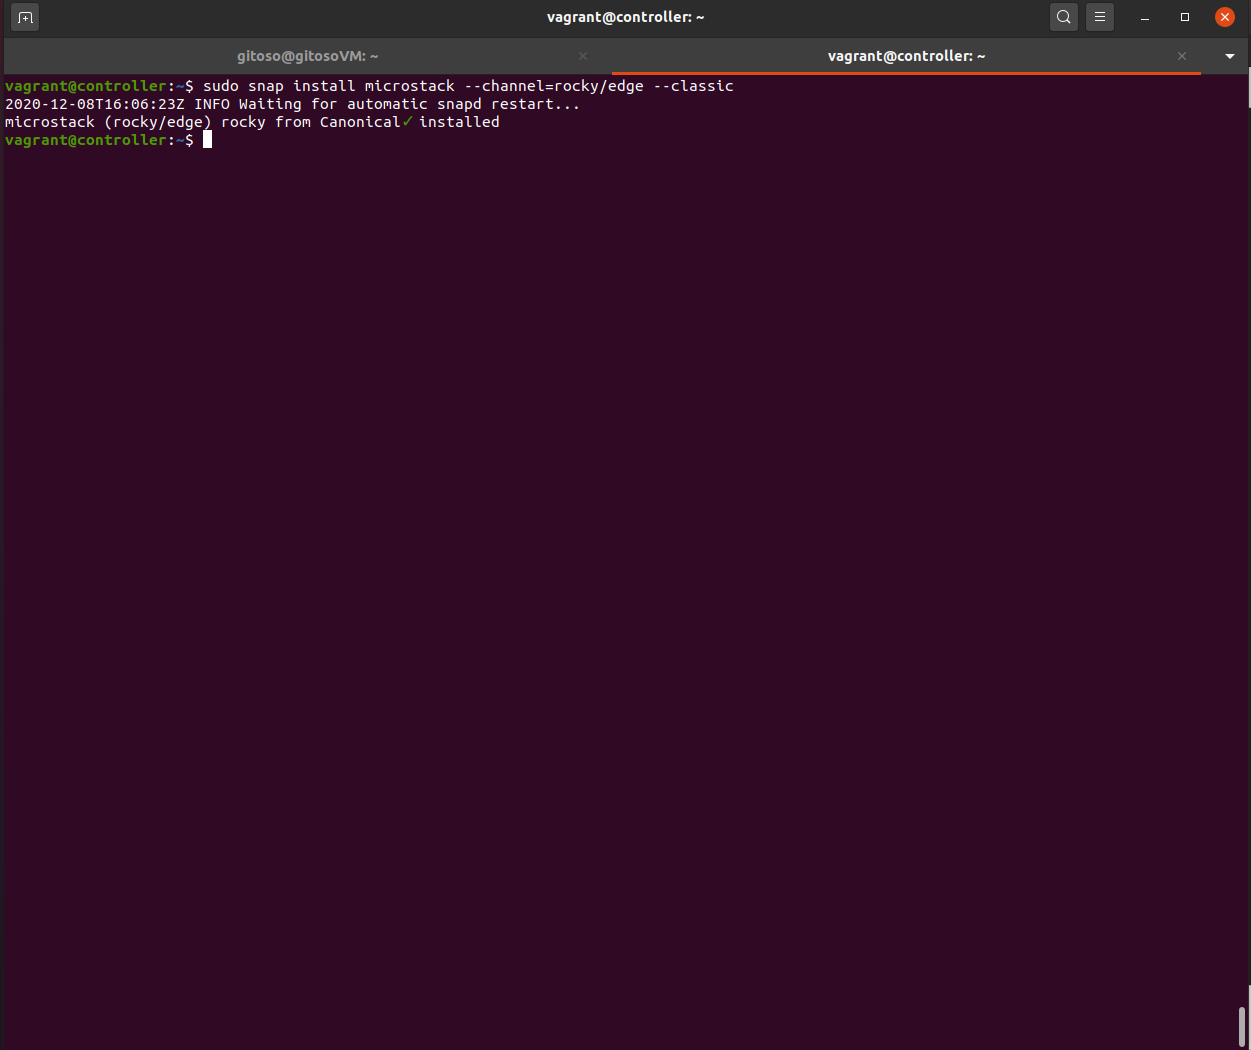 vagrant@controller: ~
gitoso@gitosoVM: ~
vagrant@controller: ~
vagrant@controller:~$ sudo snap install microstack --channel=rocky/edge --classic
2020-12-08T16:06:23Z INFO Waiting for automatic snapd restart...
microstack (rocky/edge) rocky from Canonical✓ installed
vagrant@controller:~$